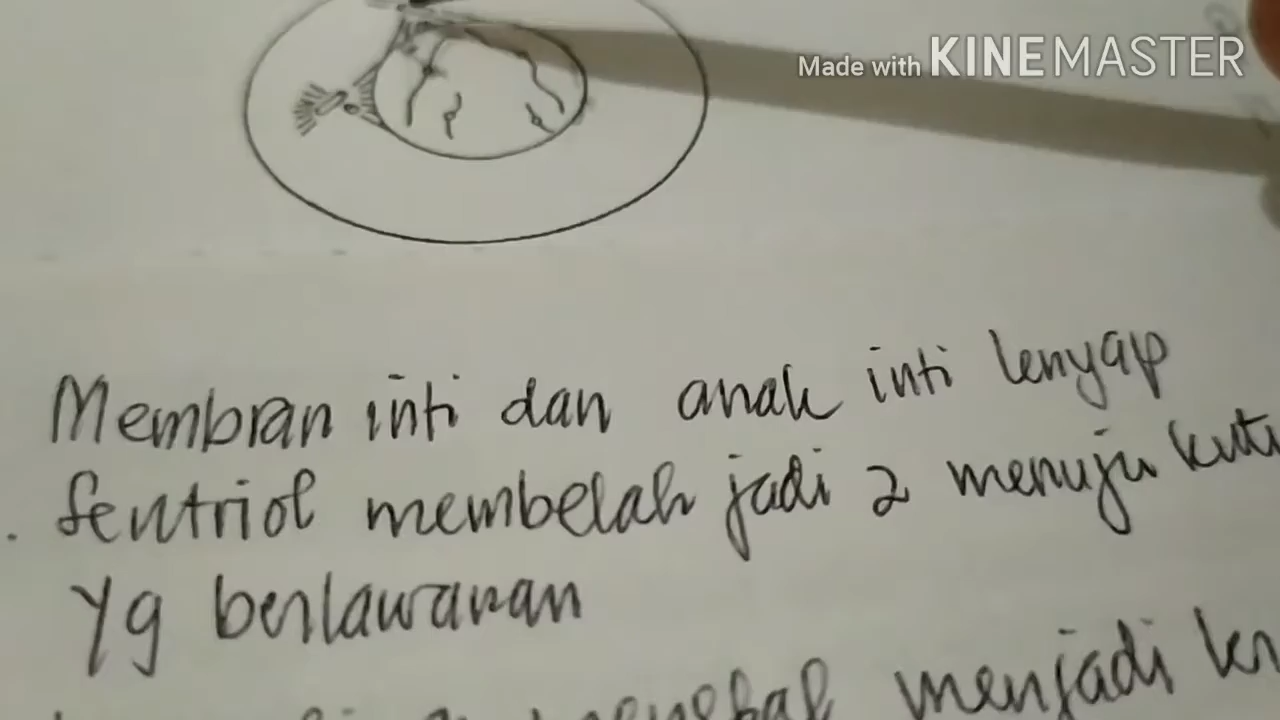 Made with KINEMASTER
Membran inti dan anak inti lenyap
Sentriol membelah jadi 2 menuju
yg berlawanan
menjadi